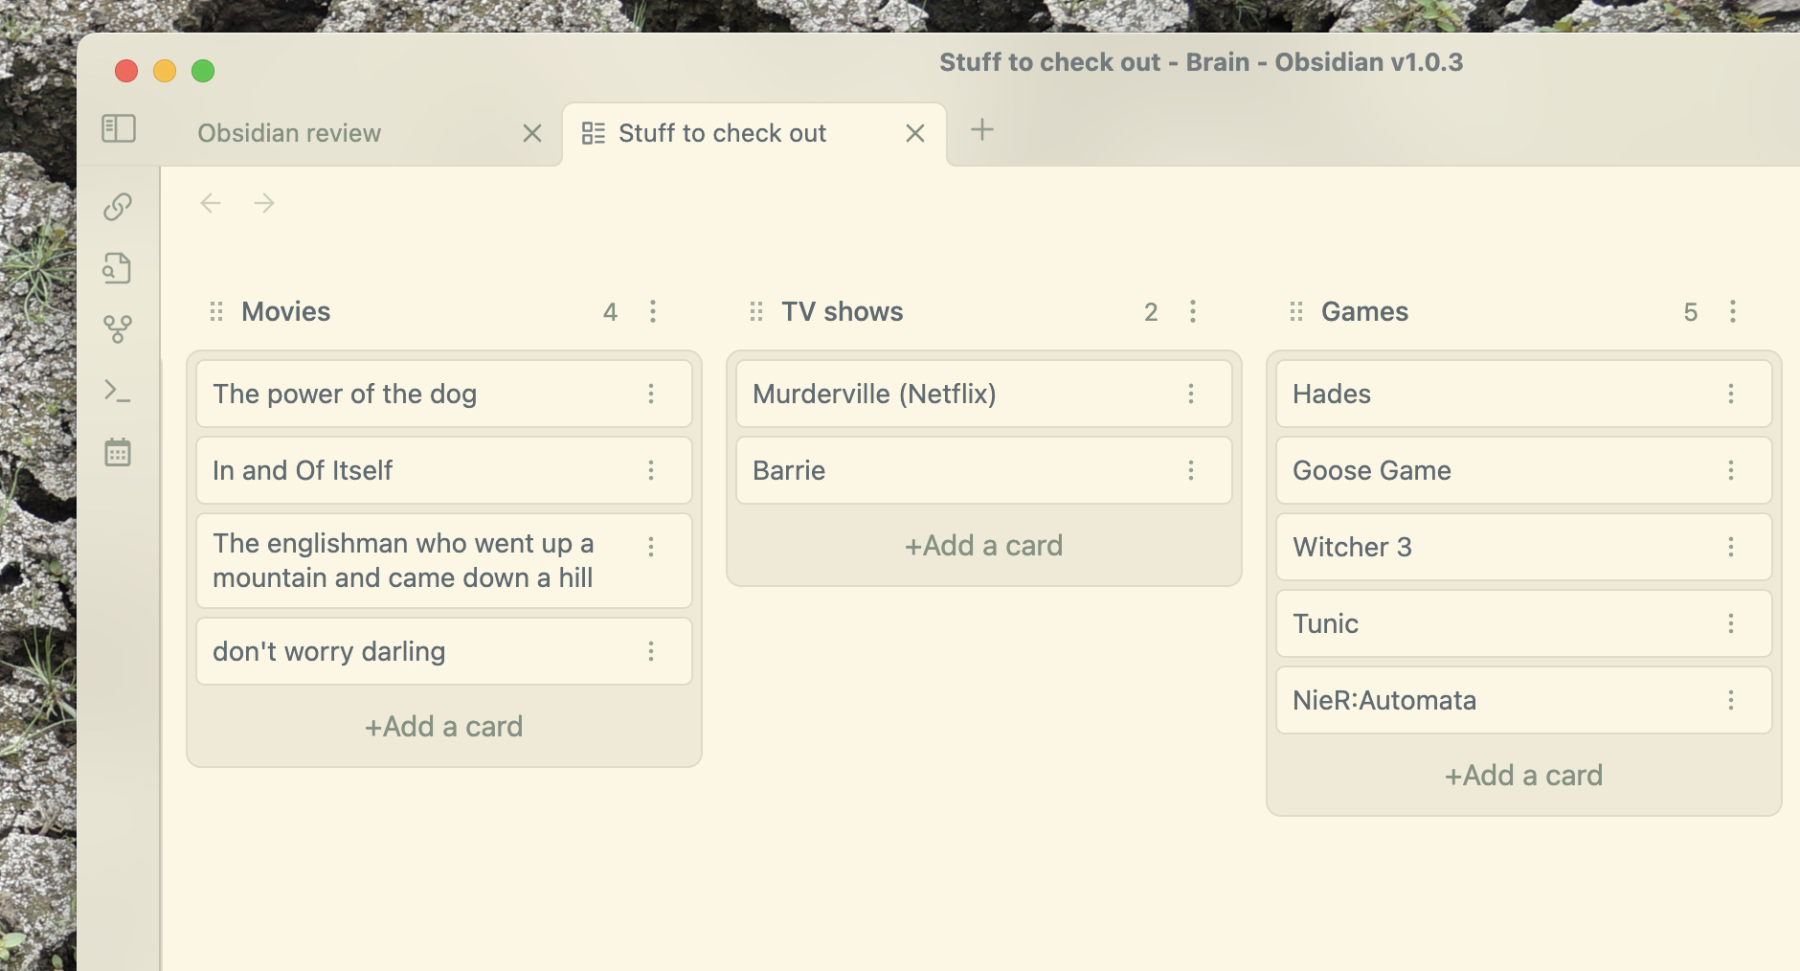 Stuff to check out - Brain - Obsidian v1.0.3
Obsidian review
Stuff to check out
Movies 4
The power of the dog
In and Of Itself
The englishman who went up a
mountain and came down a hill
don't worry darling
+Add a card
TV shows 2
Murderville (Netflix)
Barrie
+Add a card
Games 5
Hades
Goose Game
Witcher 3
Tunic
NieR:Automata
+Add a card